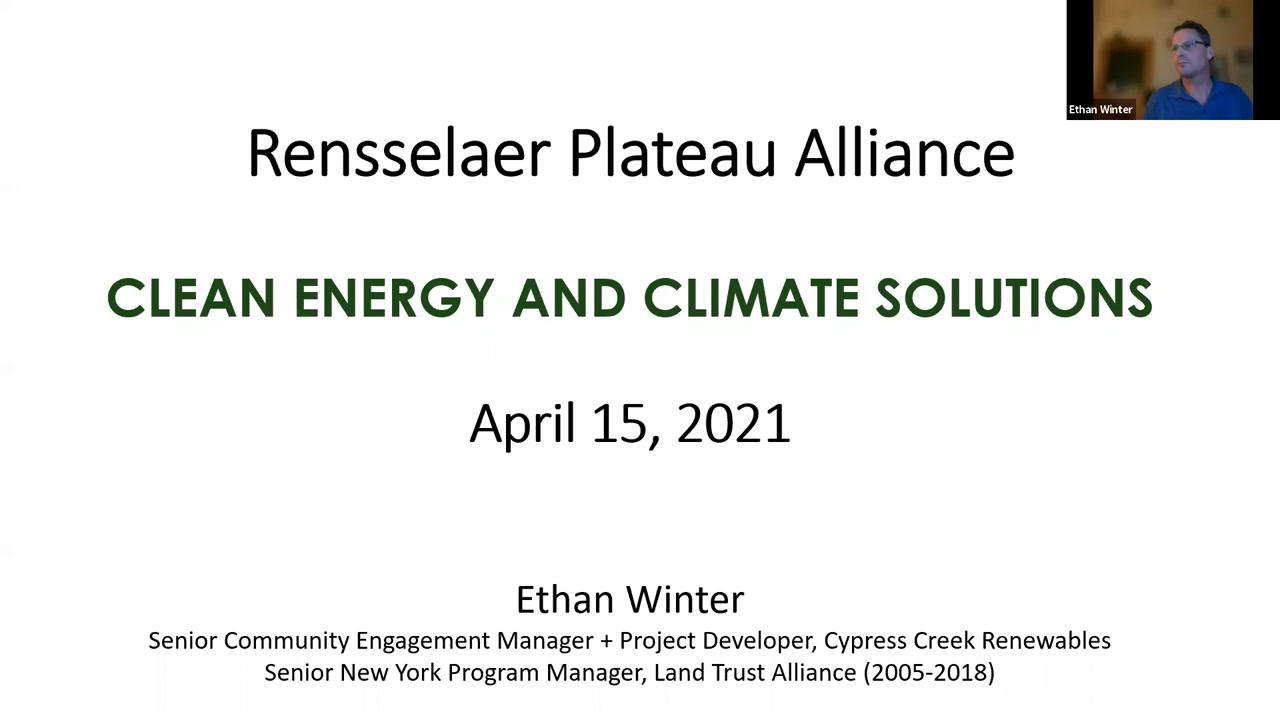 Ethan Winter
Rensselaer Plateau Alliance
CLEAN ENERGY AND CLIMATE SOLUTIONS
April 15, 2021
Ethan Winter
Senior Community Engagement Manager + Project Developer, Cypress Creek Renewables
Senior New York Program Manager, Land Trust Alliance (2005-2018)